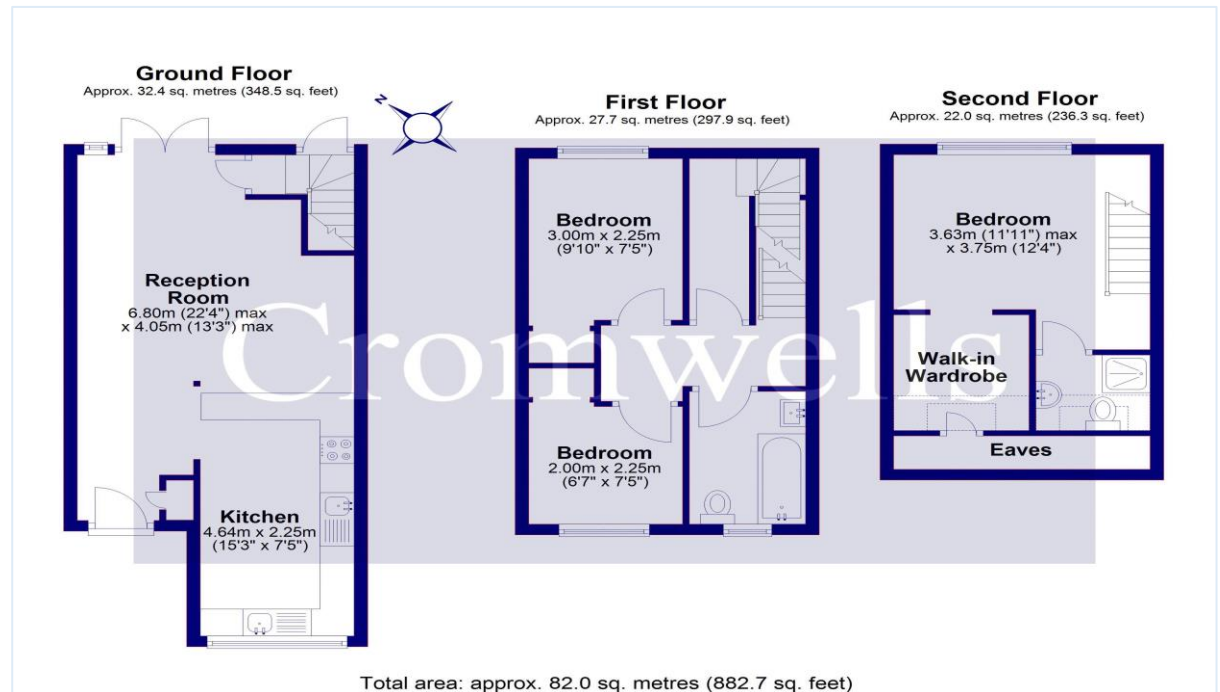 Ground Floor
Approx. 32.4 sq. metres (348.5 sq. feet)
N
Reception
Room
6.80m (22'4") max
x 4.05m (13'3") max
Kitchen
4.64m x 2.25m
(15'3" x 7'5")
First Floor
Approx. 27.7 sq. metres (297.9 sq. feet)
Bedroom
3.00m x 2.25m
(9'10" x 7'5")
Bedroom
2.00m x 2.25m
(6'7" x 7'5")
Second Floor
Approx. 22.0 sq. metres (236.3 sq. feet)
Bedroom
3.63m (11'11") max
x 3.75m (12'4")
Walk-in
Wardrobe
Eaves
Cromwells
Total area: approx. 82.0 sq. metres (882.7 sq. feet)